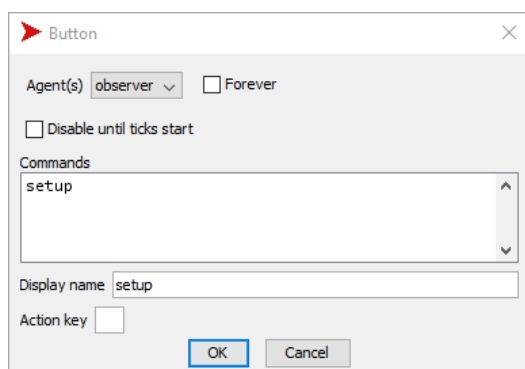 Button
Agent(s) observer Forever
Disable until ticks start
Commands
setup
Display name setup
Action key
OK Cancel